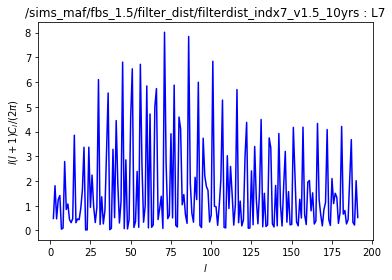 /sims_maf/fbs_1.5/filter_dist/filterdist_indx7_v1.5_10yrs : L7
8
7
6
5
4
3
2
1
0
l(l + 1)Cₗ/(2π)
0 25 50 75 100 125 150 175 200
l